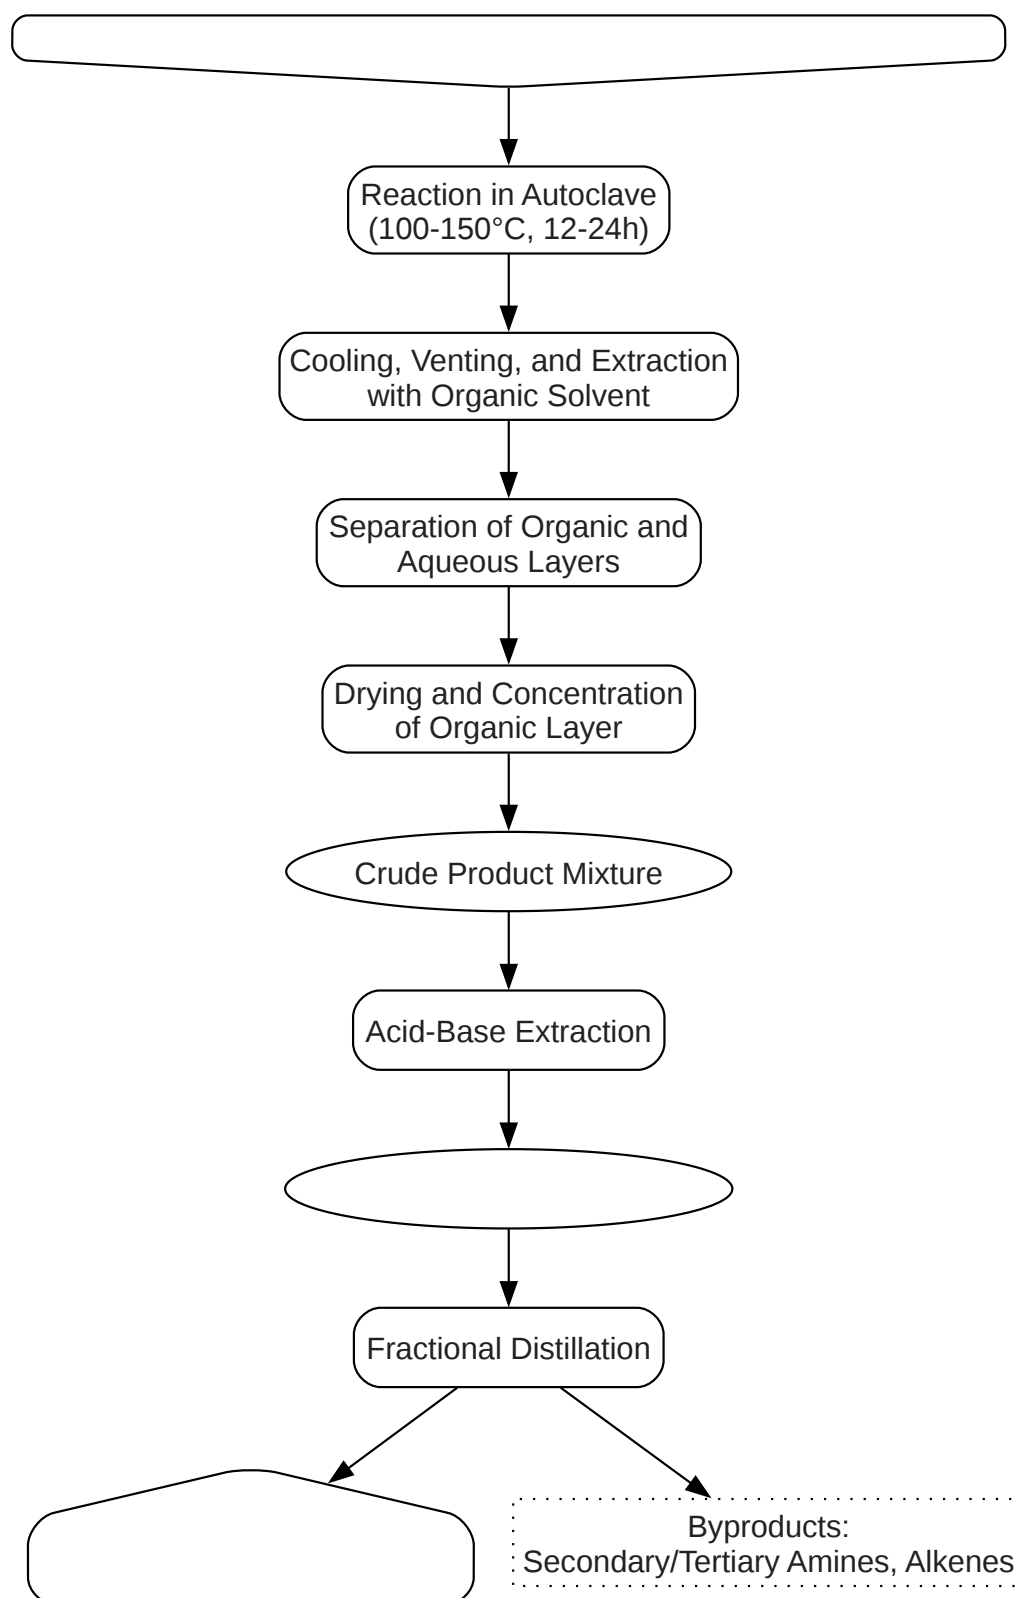 Reaction in Autoclave
(100-150°C, 12-24h)
Cooling, Venting, and Extraction
with Organic Solvent
Separation of Organic and
Aqueous Layers
Drying and Concentration
of Organic Layer
Crude Product Mixture
Acid-Base Extraction
Fractional Distillation
Byproducts:
Secondary/Tertiary Amines, Alkenes